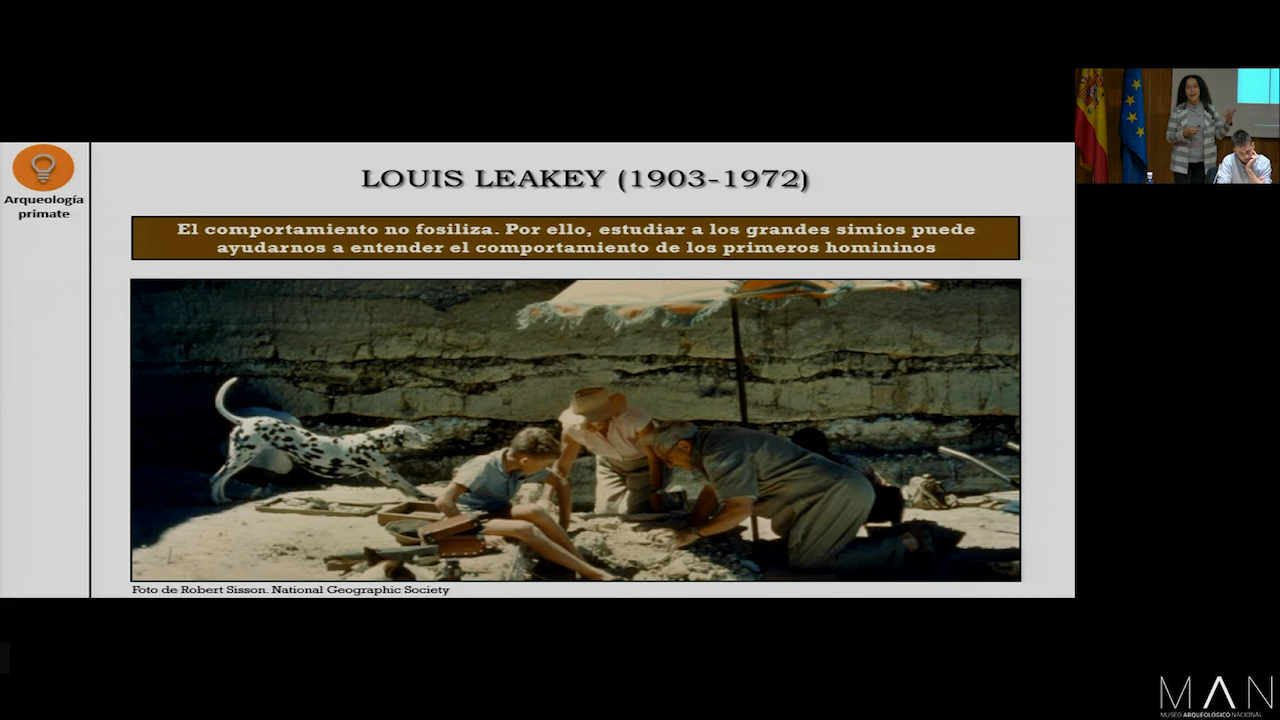 Arqueología
primate
LOUIS LEAKEY (1903-1972)
El comportamiento no fosiliza. Por ello, estudiar a los grandes simios puede
ayudarnos a entender el comportamiento de los primeros homininos
Foto de Robert Sisson. National Geographic Society
MAN
MUSEO ARQUEOLÓGICO NACIONAL